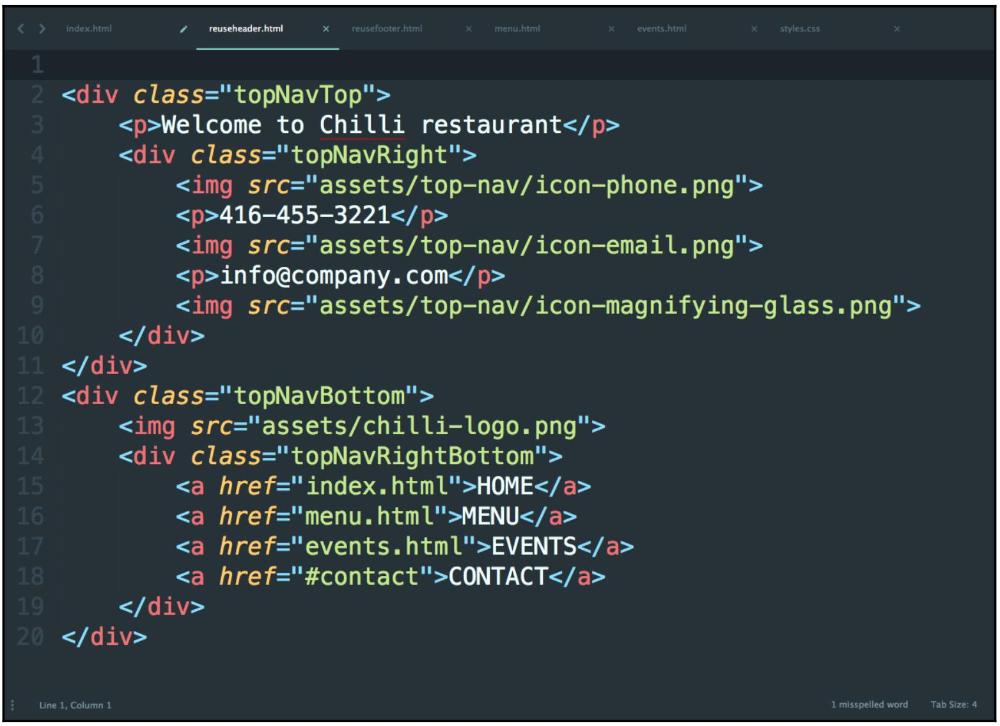 index.html reuseheader.html × reusefooter.html × menu.html × events.html × styles.css ×
1
2 <div class="topNavTop">
3 <p>Welcome to Chilli restaurant</p>
4 <div class="topNavRight">
5 <img src="assets/top-nav/icon-phone.png">
6 <p>416-455-3221</p>
7 <img src="assets/top-nav/icon-email.png">
8 <p>info@company.com</p>
9 <img src="assets/top-nav/icon-magnifying-glass.png">
10 </div>
11 </div>
12 <div class="topNavBottom">
13 <img src="assets/chilli-logo.png">
14 <div class="topNavRightBottom">
15 <a href="index.html">HOME</a>
16 <a href="menu.html">MENU</a>
17 <a href="events.html">EVENTS</a>
18 <a href="#contact">CONTACT</a>
19 </div>
20 </div>
Line 1, Column 1 1 misspelled word Tab Size: 4